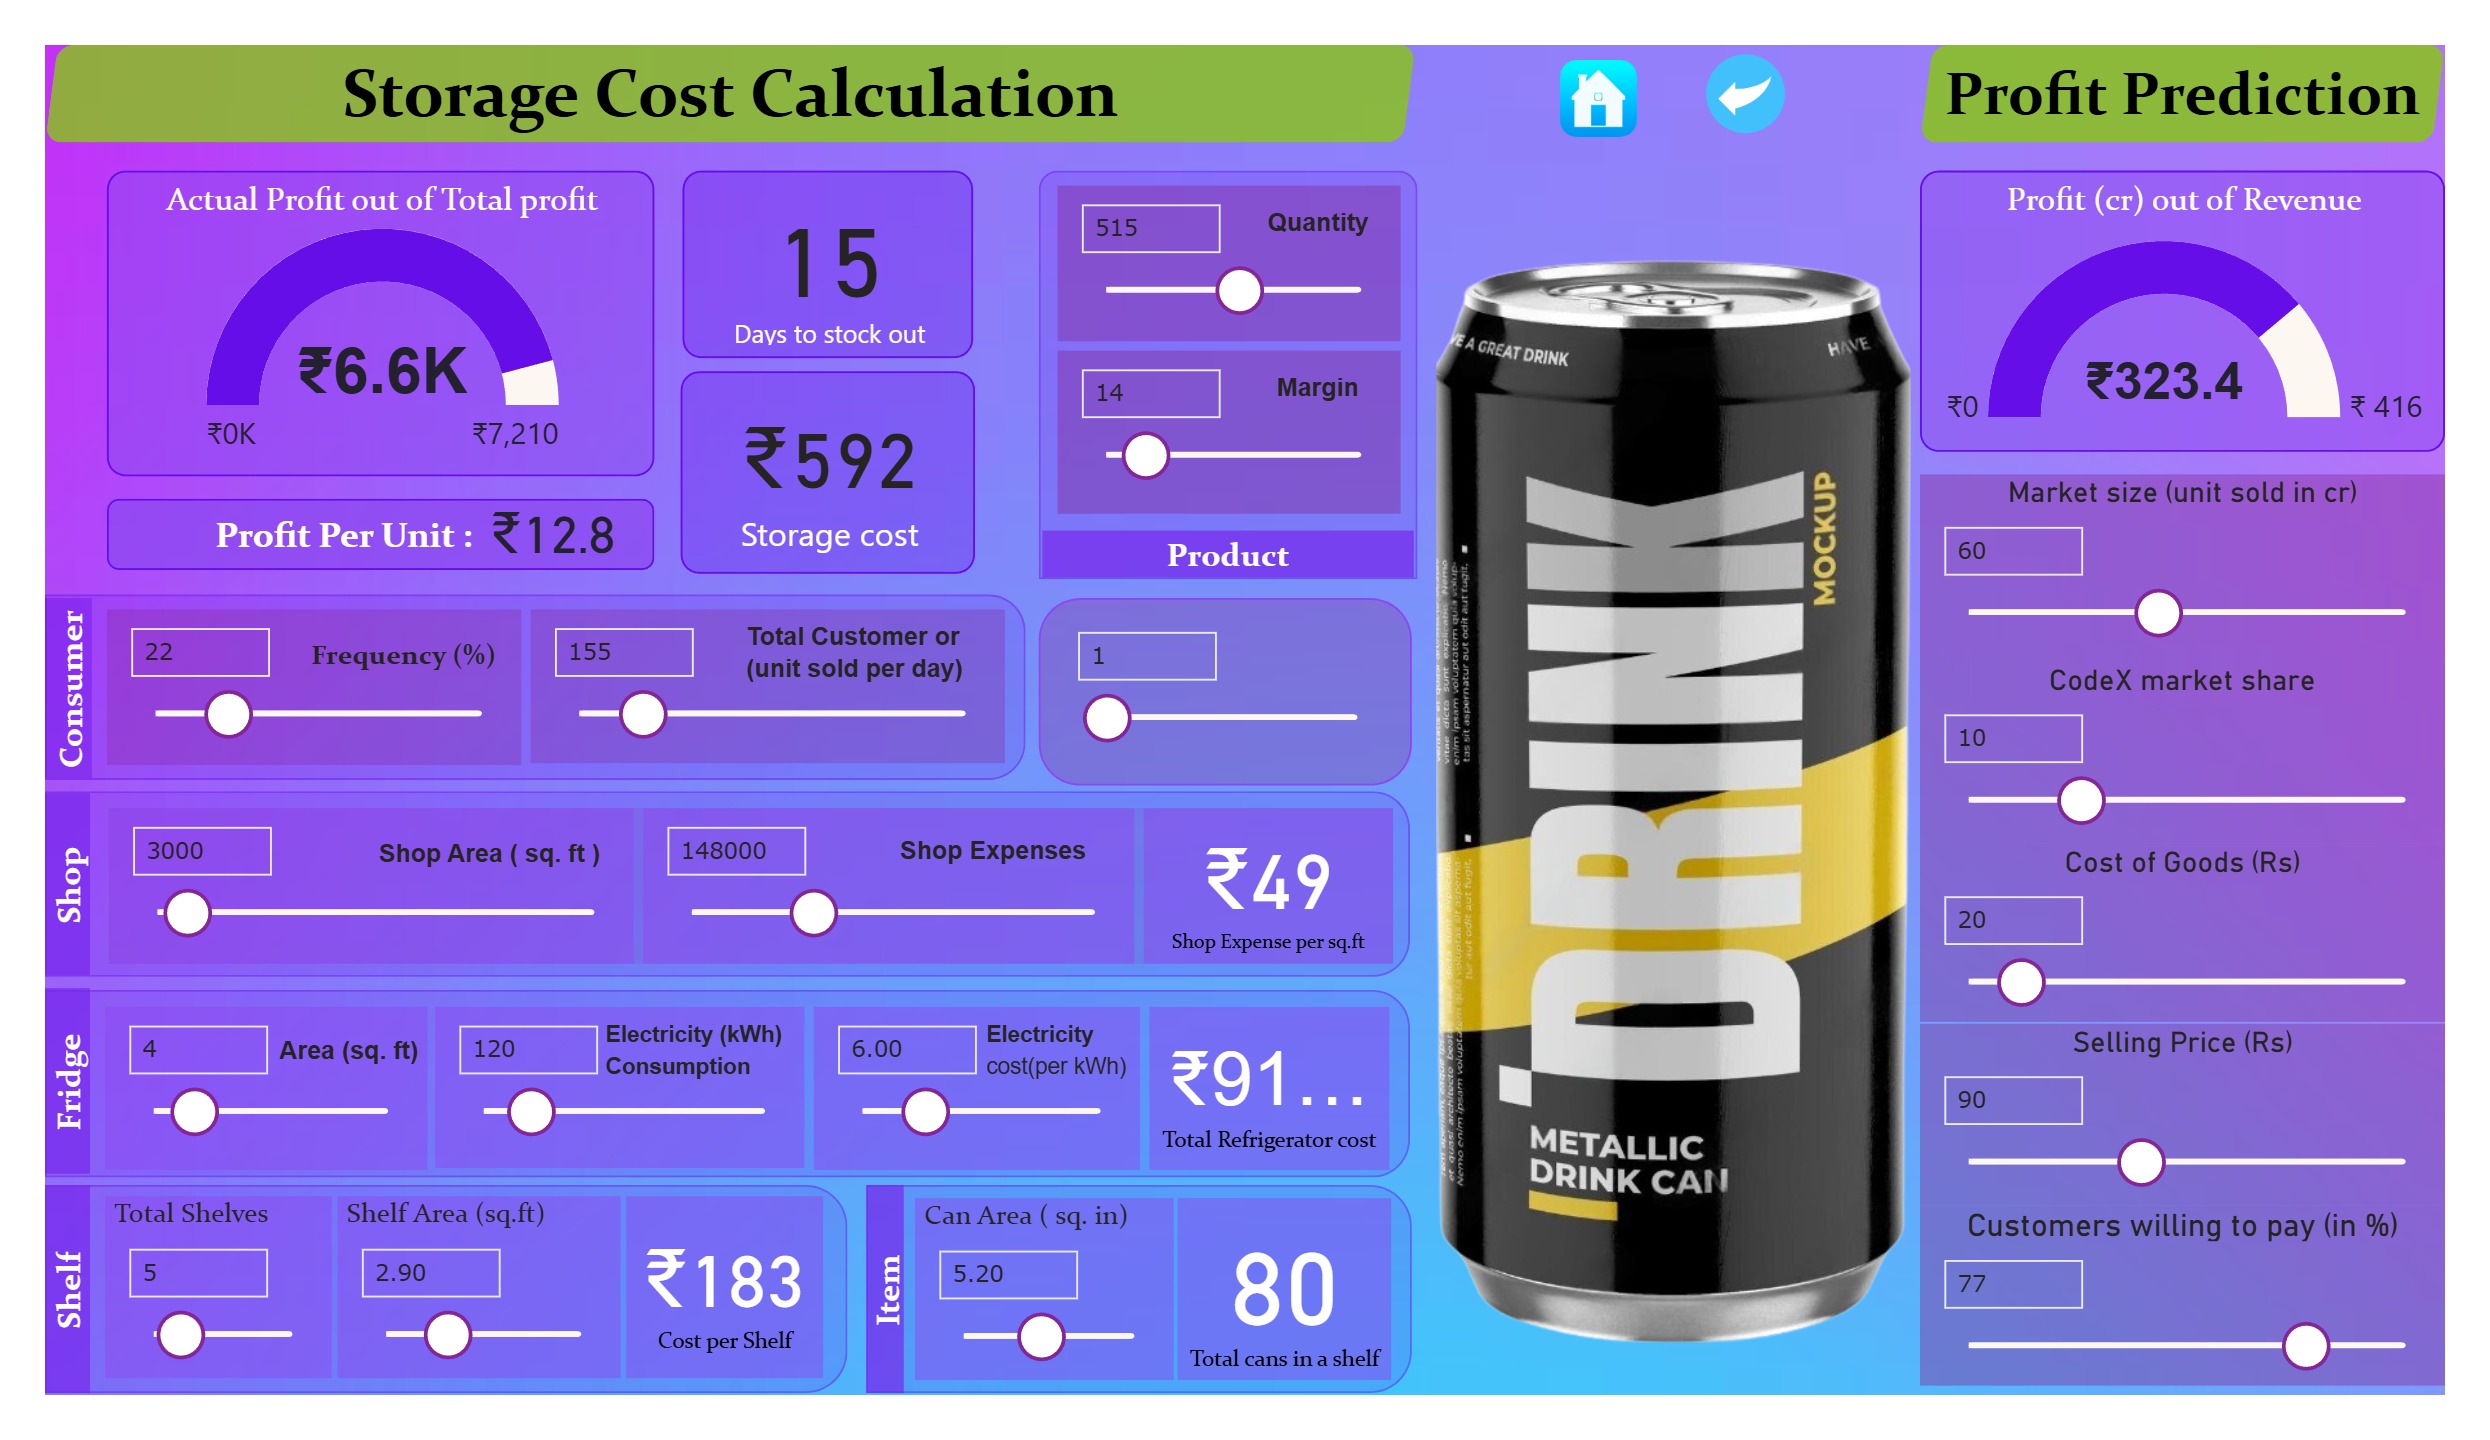 Storage Cost Calculation
Profit Prediction
Actual Profit out of Total profit
₹6.6K
₹0K
₹7,210
Profit Per Unit : ₹12.8
15
Days to stock out
₹592
Storage cost
515
Quantity
14
Margin
Product
Profit (cr) out of Revenue
₹323.4
₹0
₹ 416
Consumer
22
Frequency (%)
155
Total Customer or
(unit sold per day)
1
Shop
3000
Shop Area ( sq. ft )
148000
Shop Expenses
₹49
Shop Expense per sq.ft
Fridge
4
Area (sq. ft)
120
Electricity (kWh)
Consumption
6.00
Electricity
cost(per kWh)
₹91...
Total Refrigerator cost
Shelf
Total Shelves
5
Shelf Area (sq.ft)
2.90
₹183
Cost per Shelf
Item
Can Area ( sq. in)
5.20
80
Total cans in a shelf
VE A GREAT DRINK
HAVE
DRINK
MOCKUP
METALLIC
DRINK CAN
Market size (unit sold in cr)
60
CodeX market share
10
Cost of Goods (Rs)
20
Selling Price (Rs)
90
Customers willing to pay (in %)
77